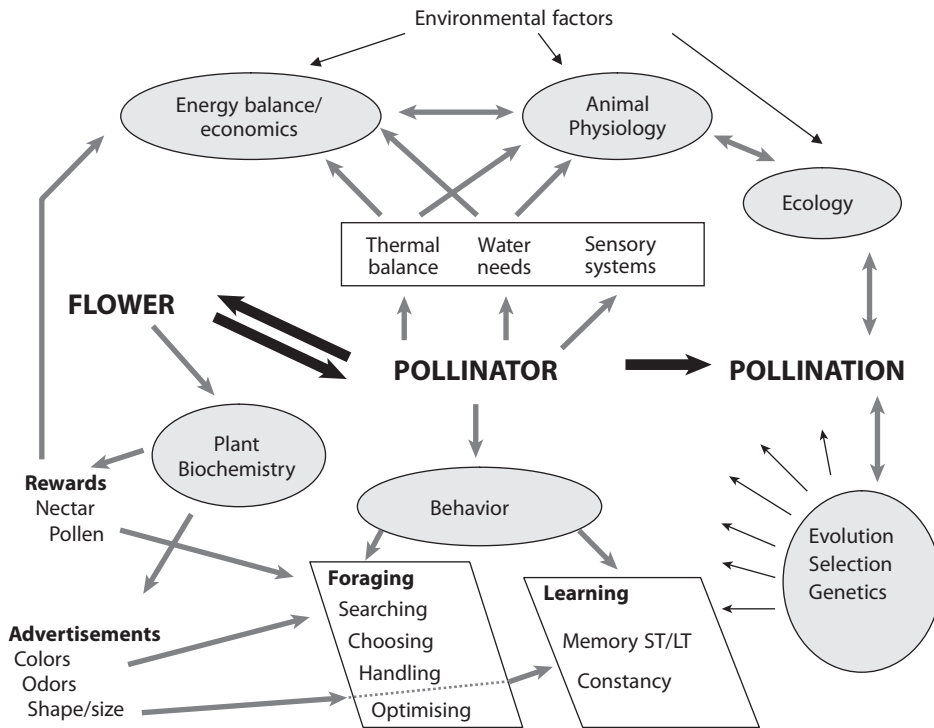 Environmental factors
Energy balance/
economics
Animal
Physiology
Ecology
Thermal
balance
Water
needs
Sensory
systems
FLOWER
POLLINATOR
POLLINATION
Plant
Biochemistry
Rewards
Nectar
Pollen
Behavior
Evolution
Selection
Genetics
Foraging
Searching
Choosing
Handling
Optimising
Learning
Memory ST/LT
Constancy
Advertisements
Colors
Odors
Shape/size